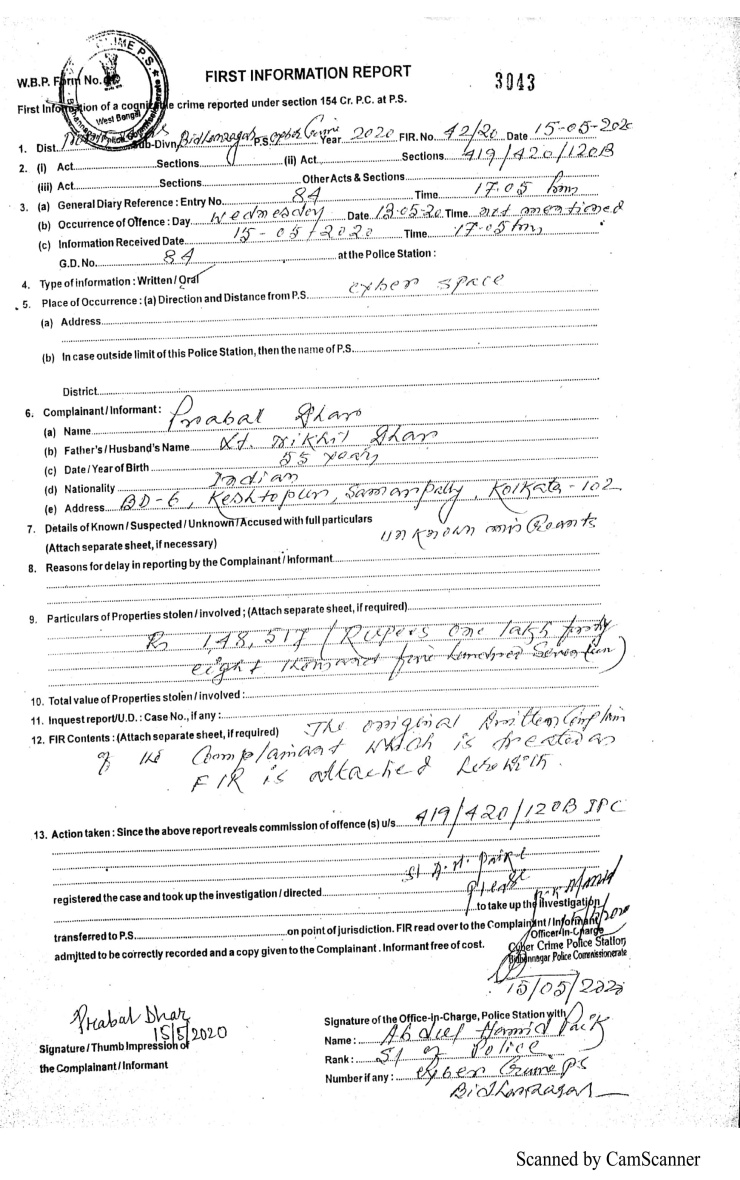 W.B.P. Form No.
FIRST INFORMATION REPORT
3043
First Information of a cognizable crime reported under section 154 Cr. P.C. at P.S.
1. Dist. Sub-Divn. Bidhannagar P.S. Cyber Crime Year 2020 FIR. No. 42/20 Date 15-05-2020
2. (i) Act Sections (ii) Act Sections 419/420/120B
(iii) Act Sections Other Acts & Sections
3. (a) General Diary Reference : Entry No. 84 Time 17.05 hrs
(b) Occurrence of Offence : Day Wednesday Date 13.05.20 Time not mentioned
(c) Information Received Date 15-05/2020 Time 17.05 hrs
G.D. No. 84 at the Police Station :
4. Type of information : Written / Oral
5. Place of Occurrence : (a) Direction and Distance from P.S. cyber space
(a) Address
(b) In case outside limit of this Police Station, then the name of P.S.
District
6. Complainant / Informant :
(a) Name Prabal Dhar
(b) Father's / Husband's Name Lt. Nikhil Dhar
(c) Date / Year of Birth 55 years
(d) Nationality Indian
(e) Address BD-6, Keshtopur, Samarpally, Kolkata - 102
7. Details of Known / Suspected / Unknown / Accused with full particulars
(Attach separate sheet, if necessary) unknown miscreants
8. Reasons for delay in reporting by the Complainant / Informant
9. Particulars of Properties stolen / involved ; (Attach separate sheet, if required)
Rs 1,48,517 (Rupees one lakh forty
eight thousand five hundred seventeen)
10. Total value of Properties stolen / involved :
11. Inquest report/U.D. : Case No., if any :
12. FIR Contents : (Attach separate sheet, if required) The original written complain
of the complainant which is treated as
FIR is attached herewith.
13. Action taken : Since the above report reveals commission of offence (s) u/s 419/420/120B IPC
SI A. H. Paik
registered the case and took up the investigation / directed Please
to take up the investigation
transferred to P.S. on point of jurisdiction. FIR read over to the Complainant / Informant
Officer-In-Charge
admitted to be correctly recorded and a copy given to the Complainant . Informant free of cost.
Cyber Crime Police Station
Bidhannagar Police Commissionerate
15/05/2020
Prabal Dhar
15/5/2020
Signature / Thumb Impression of
the Complainant / Informant
Signature of the Office-in-Charge, Police Station with
Name : Abdul Hamid Paik
Rank : SI of Police
Number if any : Cyber Crime PS
Bidhannagar
Scanned by CamScanner